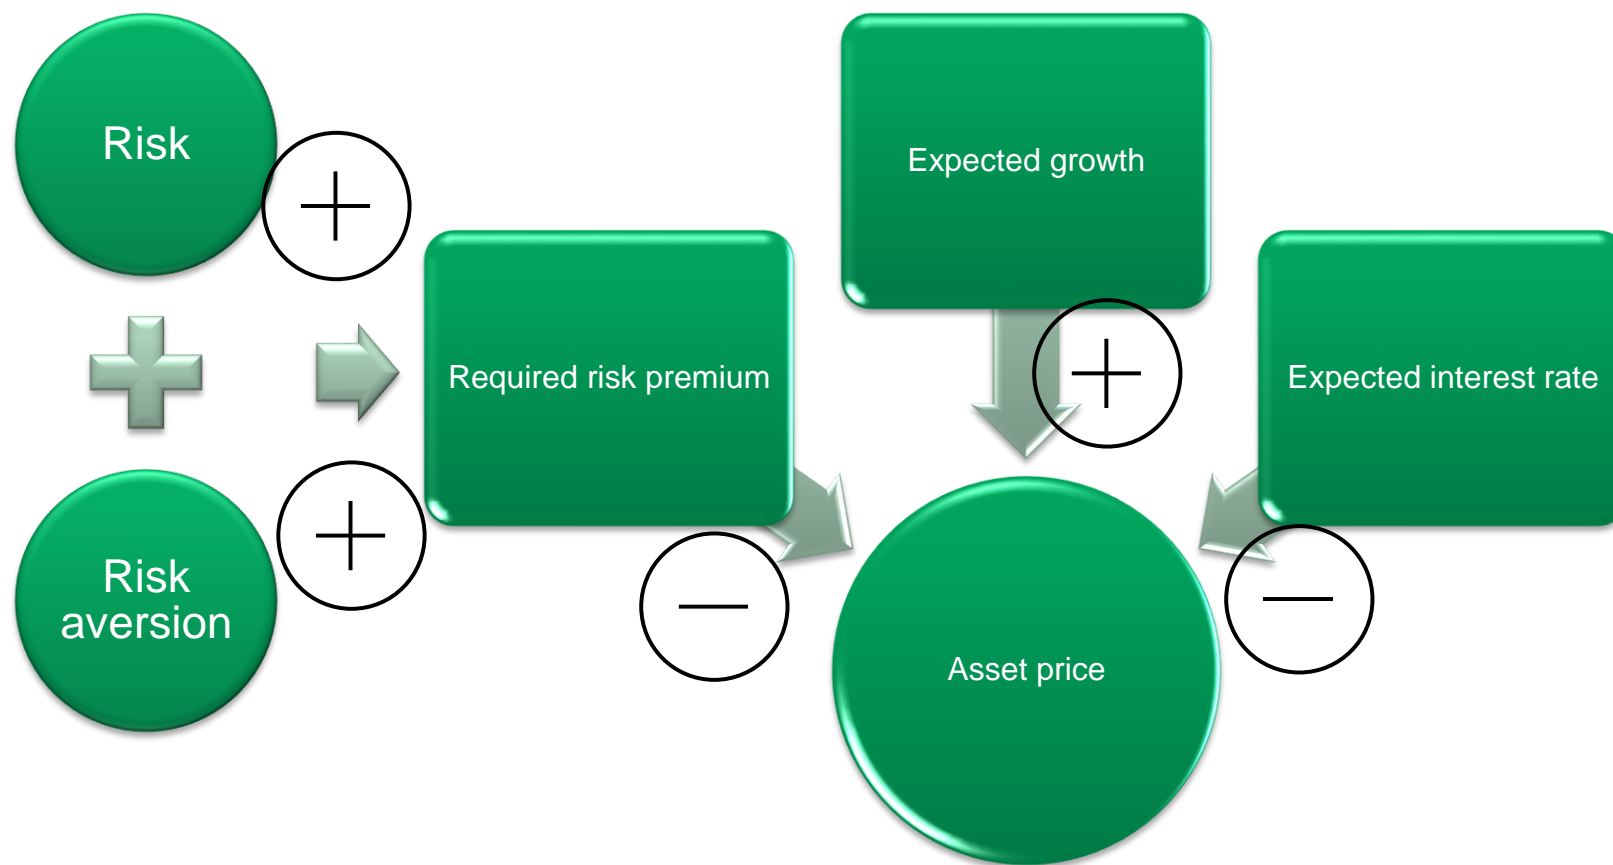 Risk
Expected growth
Required risk premium
Expected interest rate
Risk
aversion
Asset price